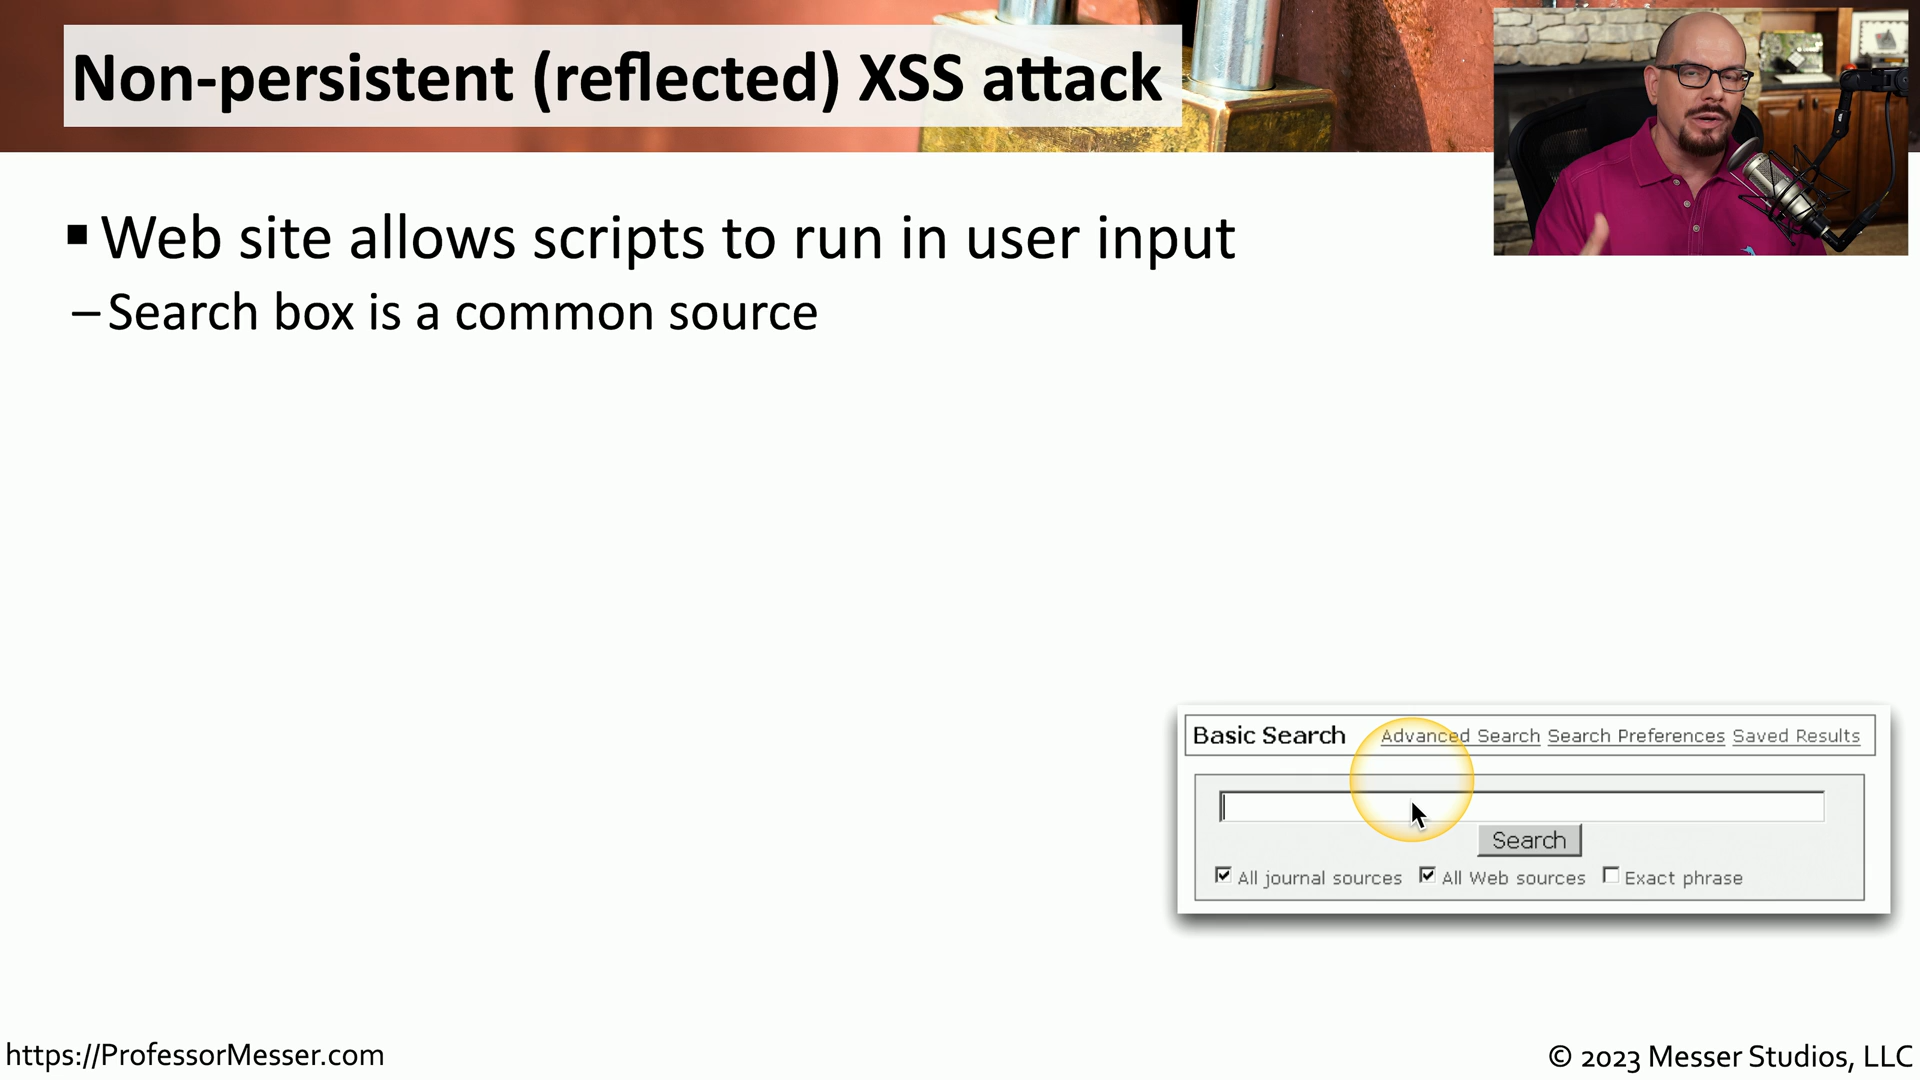 Non-persistent (reflected) XSS attack
▪ Web site allows scripts to run in user input
– Search box is a common source
Basic Search Advanced Search Search Preferences Saved Results
Search
All journal sources All Web sources Exact phrase
https://ProfessorMesser.com
© 2023 Messer Studios, LLC